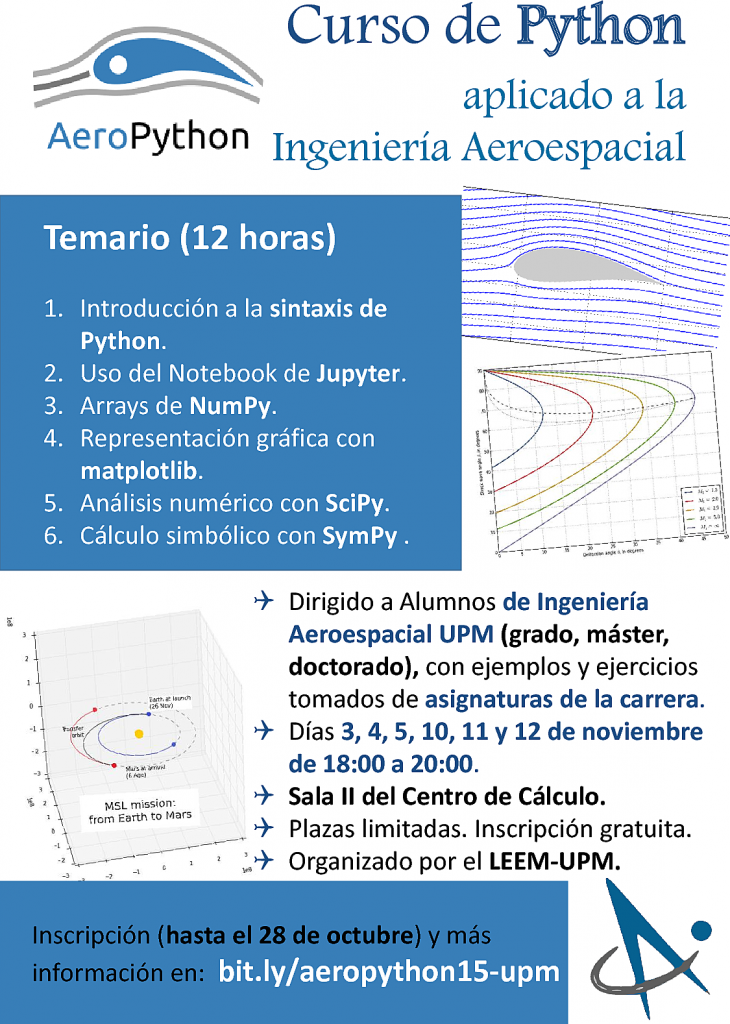 Curso de Python
aplicado a la
Ingeniería Aeroespacial
AeroPython
Temario (12 horas)
1. Introducción a la sintaxis de
Python.
2. Uso del Notebook de Jupyter.
3. Arrays de NumPy.
4. Representación gráfica con
matplotlib.
5. Análisis numérico con SciPy.
6. Cálculo simbólico con SymPy .
Deflection angle
Earth at launch
(26 Nov)
Transfer
orbit
Mars at arrival
(6 Ago)
MSL mission:
from Earth to Mars
Dirigido a Alumnos de Ingeniería
Aeroespacial UPM (grado, máster,
doctorado), con ejemplos y ejercicios
tomados de asignaturas de la carrera.
Días 3, 4, 5, 10, 11 y 12 de noviembre
de 18:00 a 20:00.
Sala II del Centro de Cálculo.
Plazas limitadas. Inscripción gratuita.
Organizado por el LEEM-UPM.
Inscripción (hasta el 28 de octubre) y más
información en: bit.ly/aeropython15-upm